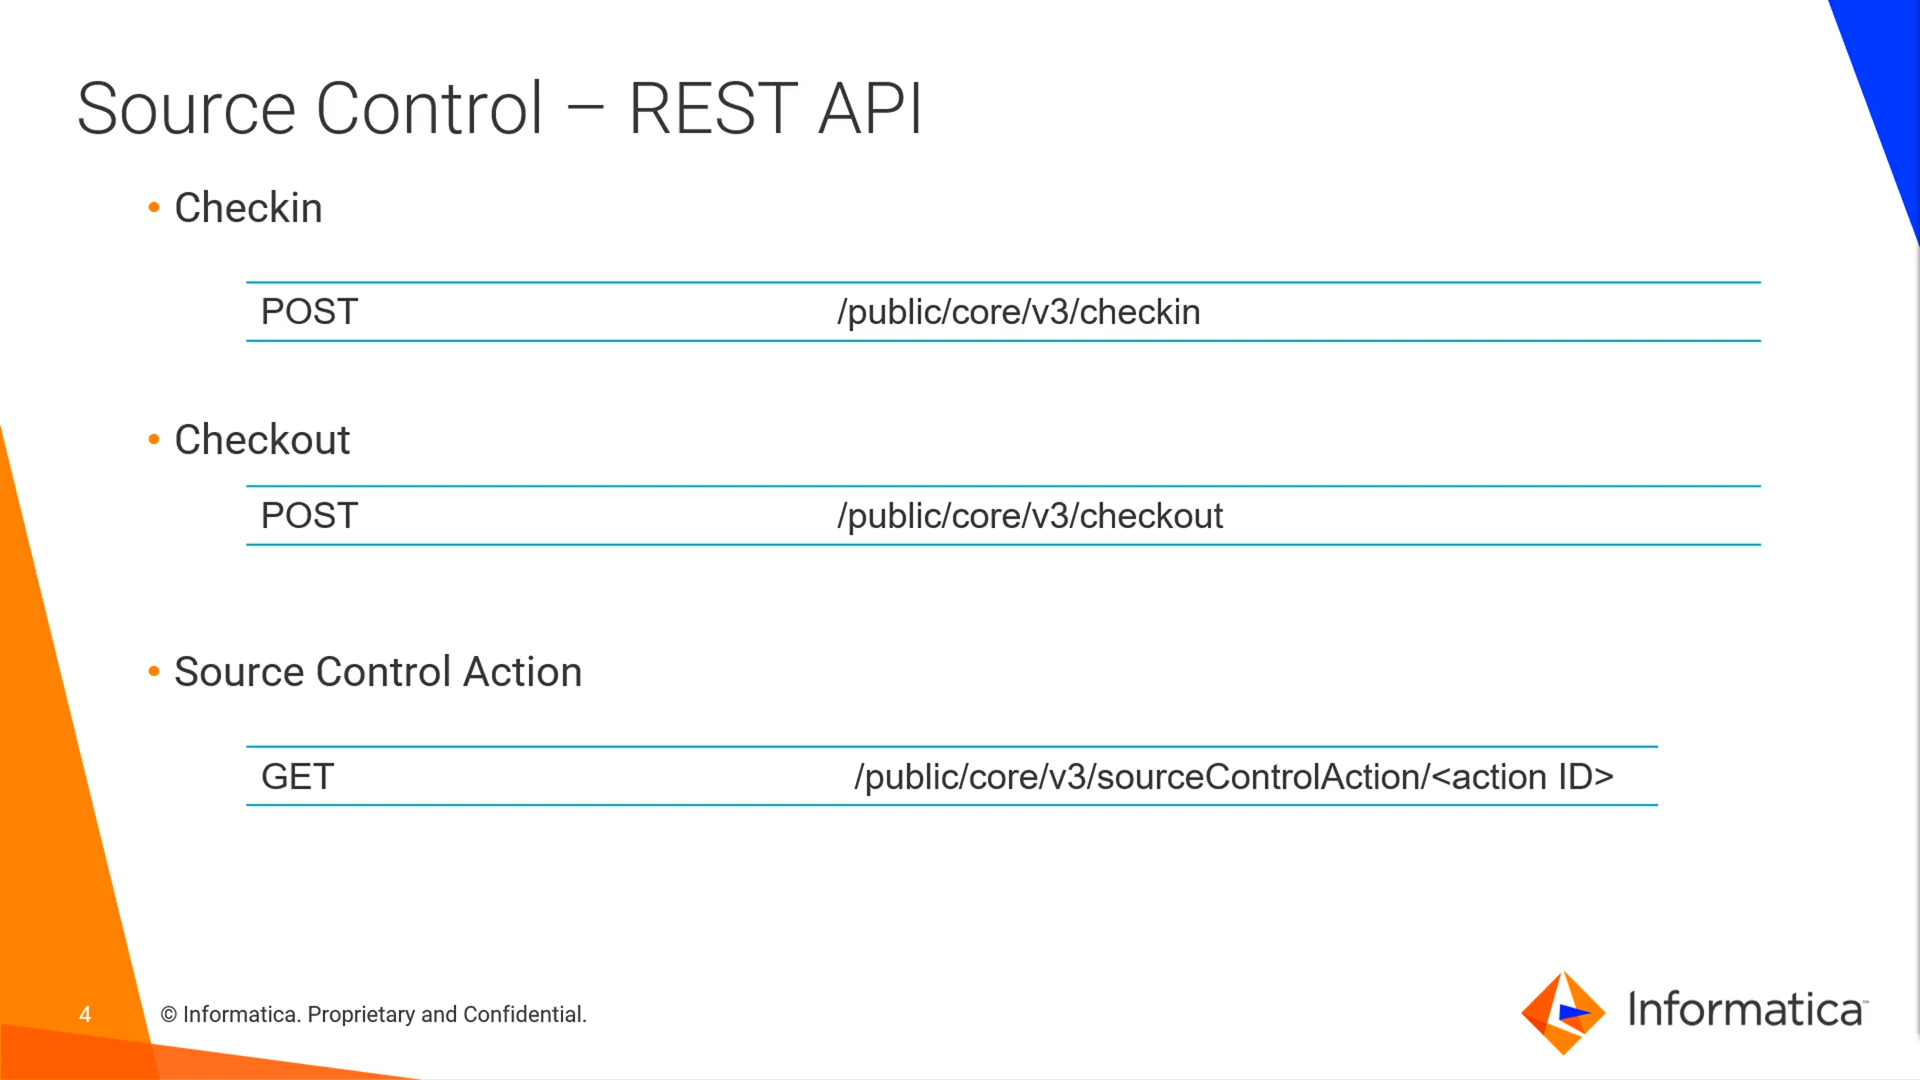 Source Control – REST API
• Checkin
POST /public/core/v3/checkin
• Checkout
POST /public/core/v3/checkout
• Source Control Action
GET /public/core/v3/sourceControlAction/<action ID>
4 © Informatica. Proprietary and Confidential.
Informatica™